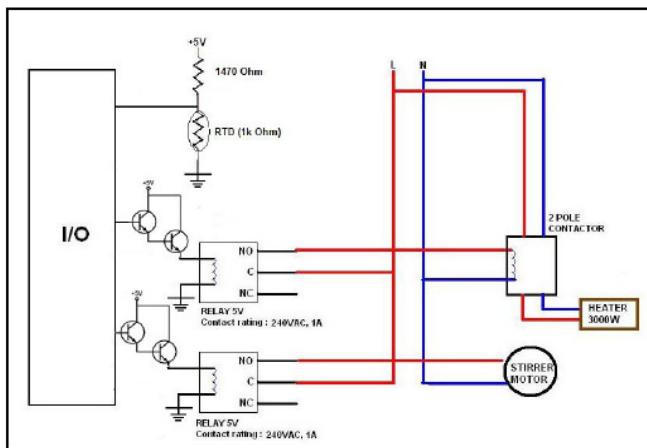 +5V
1470 Ohm
RTD (1k Ohm)
I/O
+5V
NO
C
NC
RELAY 5V
Contact rating : 240VAC, 1A
+5V
NO
C
NC
RELAY 5V
Contact rating : 240VAC, 1A
L
N
2 POLE
CONTACTOR
HEATER
3000W
STIRRER
MOTOR